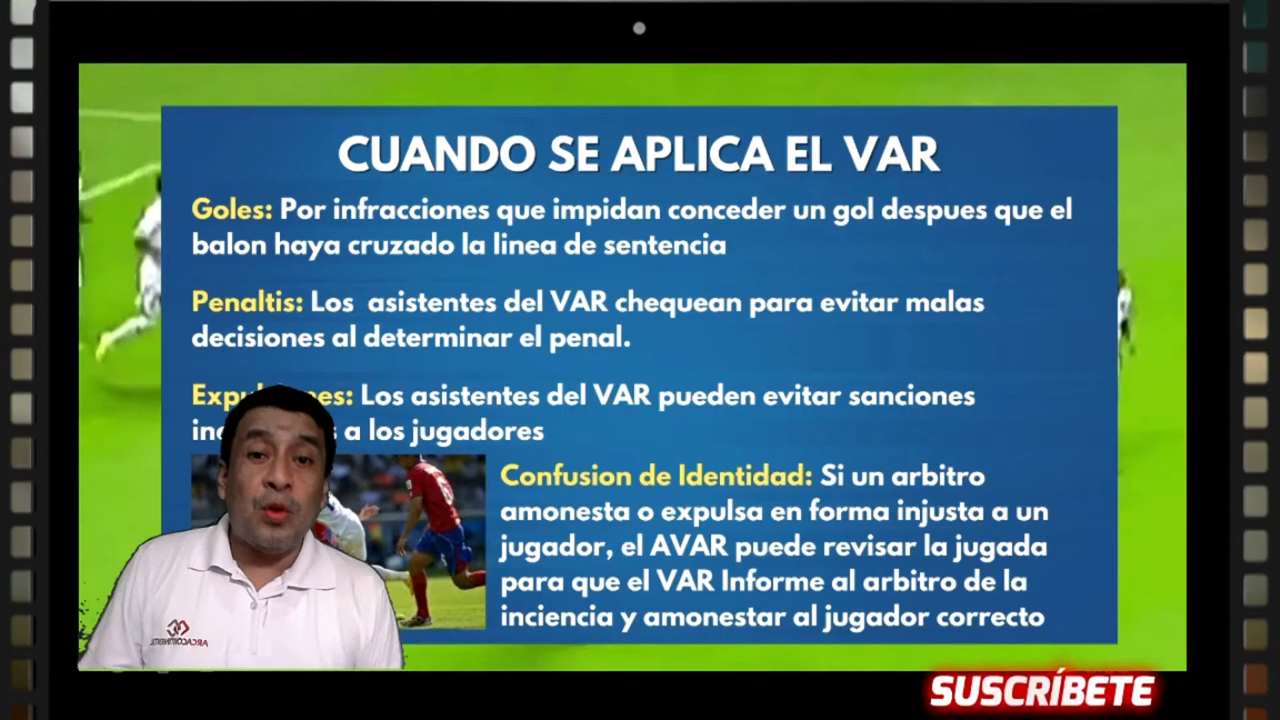 CUANDO SE APLICA EL VAR
Goles: Por infracciones que impidan conceder un gol despues que el
balon haya cruzado la linea de sentencia
Penaltis: Los asistentes del VAR chequean para evitar malas
decisiones al determinar el penal.
Los asistentes del VAR pueden evitar sanciones
a los jugadores
Confusion de Identidad: Si un arbitro
amonesta o expulsa en forma injusta a un
jugador, el AVAR puede revisar la jugada
para que el VAR Informe al arbitro de la
inciencia y amonestar al jugador correcto
ARCACONTINENTAL
SUSCRÍBETE